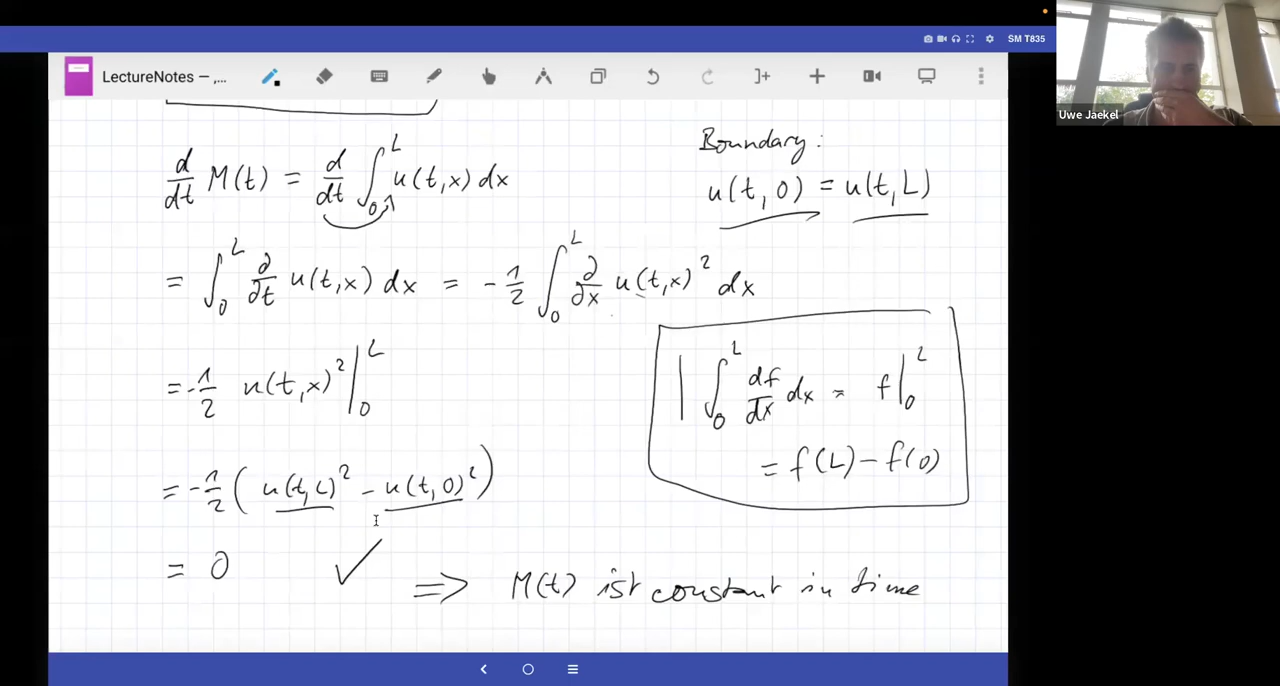 SM T835
LectureNotes – ,...
Uwe Jaekel
d/dt M(t) = d/dt ∫₀ᴸ u(t,x) dx
Boundary:
u(t,0) = u(t,L)
= ∫₀ᴸ ∂/∂t u(t,x) dx = -1/2 ∫₀ᴸ ∂/∂x u(t,x)² dx
= -1/2 u(t,x)² |₀ᴸ
| ∫₀ᴸ df/dx dx = f |₀ᴸ
= f(L) - f(0)
= -1/2 ( u(t,L)² - u(t,0)² )
= 0 ✓ ⇒ M(t) ist constant in time